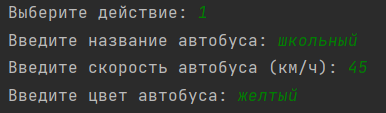 Выберите действие: 1
Введите название автобуса: школьный
Введите скорость автобуса (км/ч): 45
Введите цвет автобуса: желтый